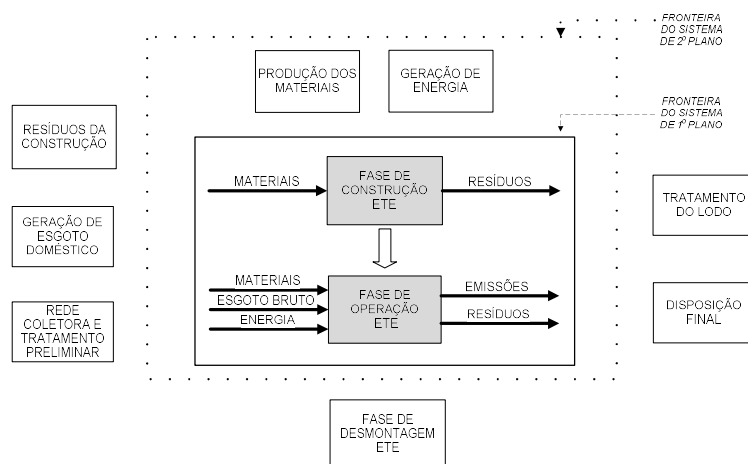 FRONTEIRA
DO SISTEMA
DE 2º PLANO
PRODUÇÃO DOS
MATERIAIS
GERAÇÃO DE
ENERGIA
FRONTEIRA
DO SISTEMA
DE 1º PLANO
RESÍDUOS DA
CONSTRUÇÃO
MATERIAIS
FASE DE
CONSTRUÇÃO
ETE
RESÍDUOS
TRATAMENTO
DO LODO
GERAÇÃO DE
ESGOTO
DOMÉSTICO
MATERIAIS
ESGOTO BRUTO
ENERGIA
FASE DE
OPERAÇÃO
ETE
EMISSÕES
RESÍDUOS
DISPOSIÇÃO
FINAL
REDE
COLETORA E
TRATAMENTO
PRELIMINAR
FASE DE
DESMONTAGEM
ETE